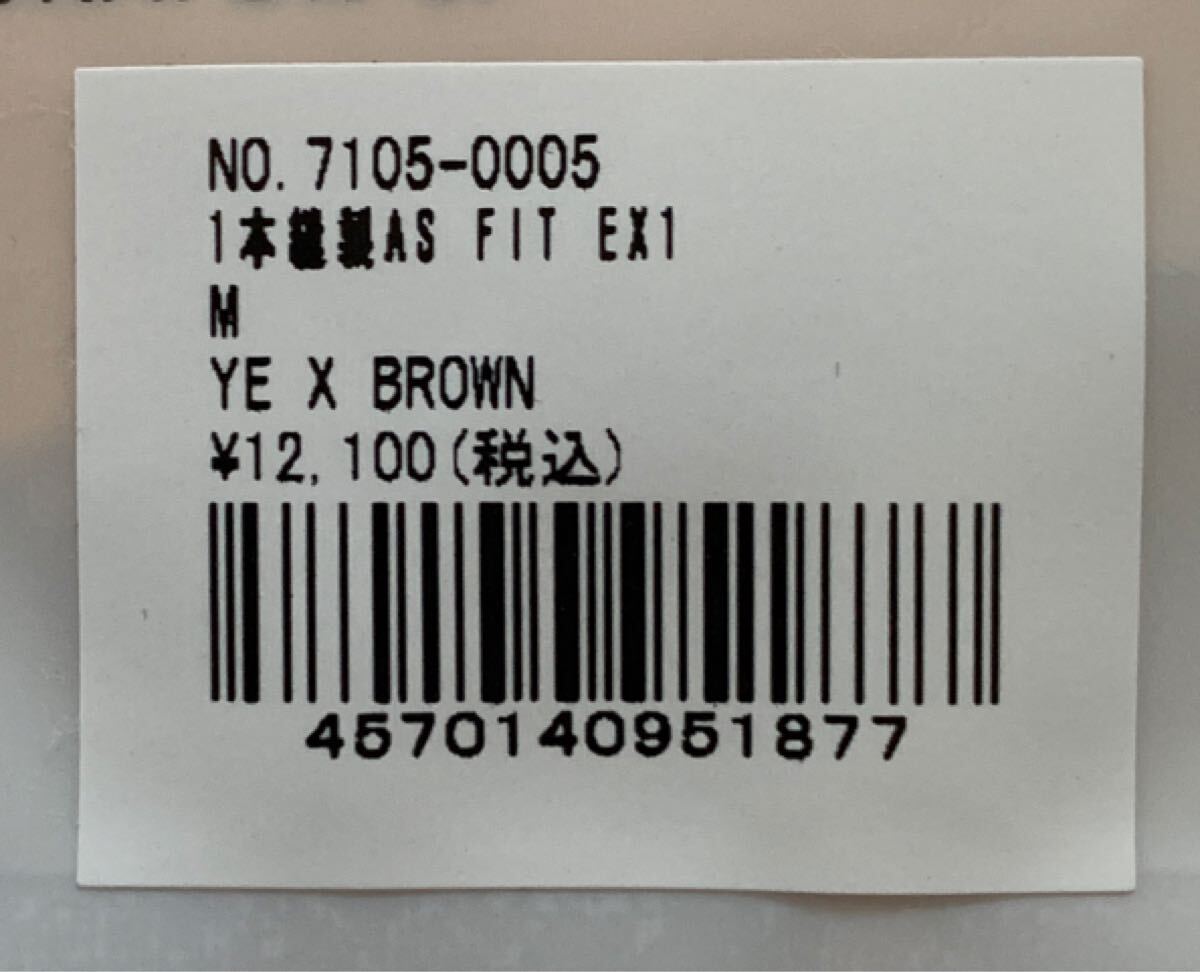 NO. 7105-0005
1本縫製AS FIT EX1
M
YE X BROWN
¥12,100(税込)
4570140951877